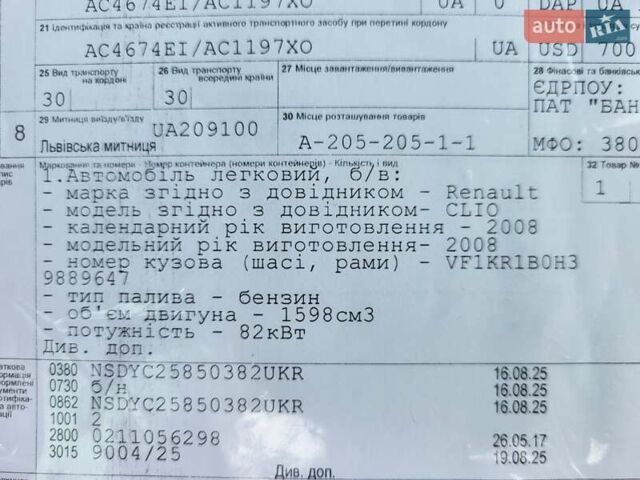 AC4674EI/AC1197XO UA 0 DAP UA
auto RIA.com
21 Ідентифікація та країна реєстрації активного транспортного засобу при перетині кордону
AC4674EI/AC1197XO UA USD 700
25 Вид транспорту на кордоні 26 Вид транспорту всередині країни 27 Місце завантаження/вивантаження 28 Фінансові та банківськ
30 30 ЄДРПОУ:
ПАТ "БАН
29 Митниця виїзду/в'їзду UA209100 30 Місце розташування товарів
8 Львівська митниця A-205-205-1-1 МФО: 380
Маркування та номери - Номер контейнера (номери контейнерів) - Кількість і вид 32 Товар №
1.Автомобіль легковий, б/в: 1
- марка згідно з довідником - Renault
- модель згідно з довідником- CLIO
- календарний рік виготовлення - 2008
- модельний рік виготовлення- 2008
- номер кузова (шасі, рами) - VF1KR1B0H3
9889647
- тип палива - бензин
- об'єм двигуна - 1598см3
- потужність - 82кВт
Див. доп.
0380 NSDYC25850382UKR 16.08.25
0730 б/н 16.08.25
0862 NSDYC25850382UKR 16.08.25
1001 2
2800 0211056298 26.05.17
3015 9004/25 19.08.25
Див. доп.